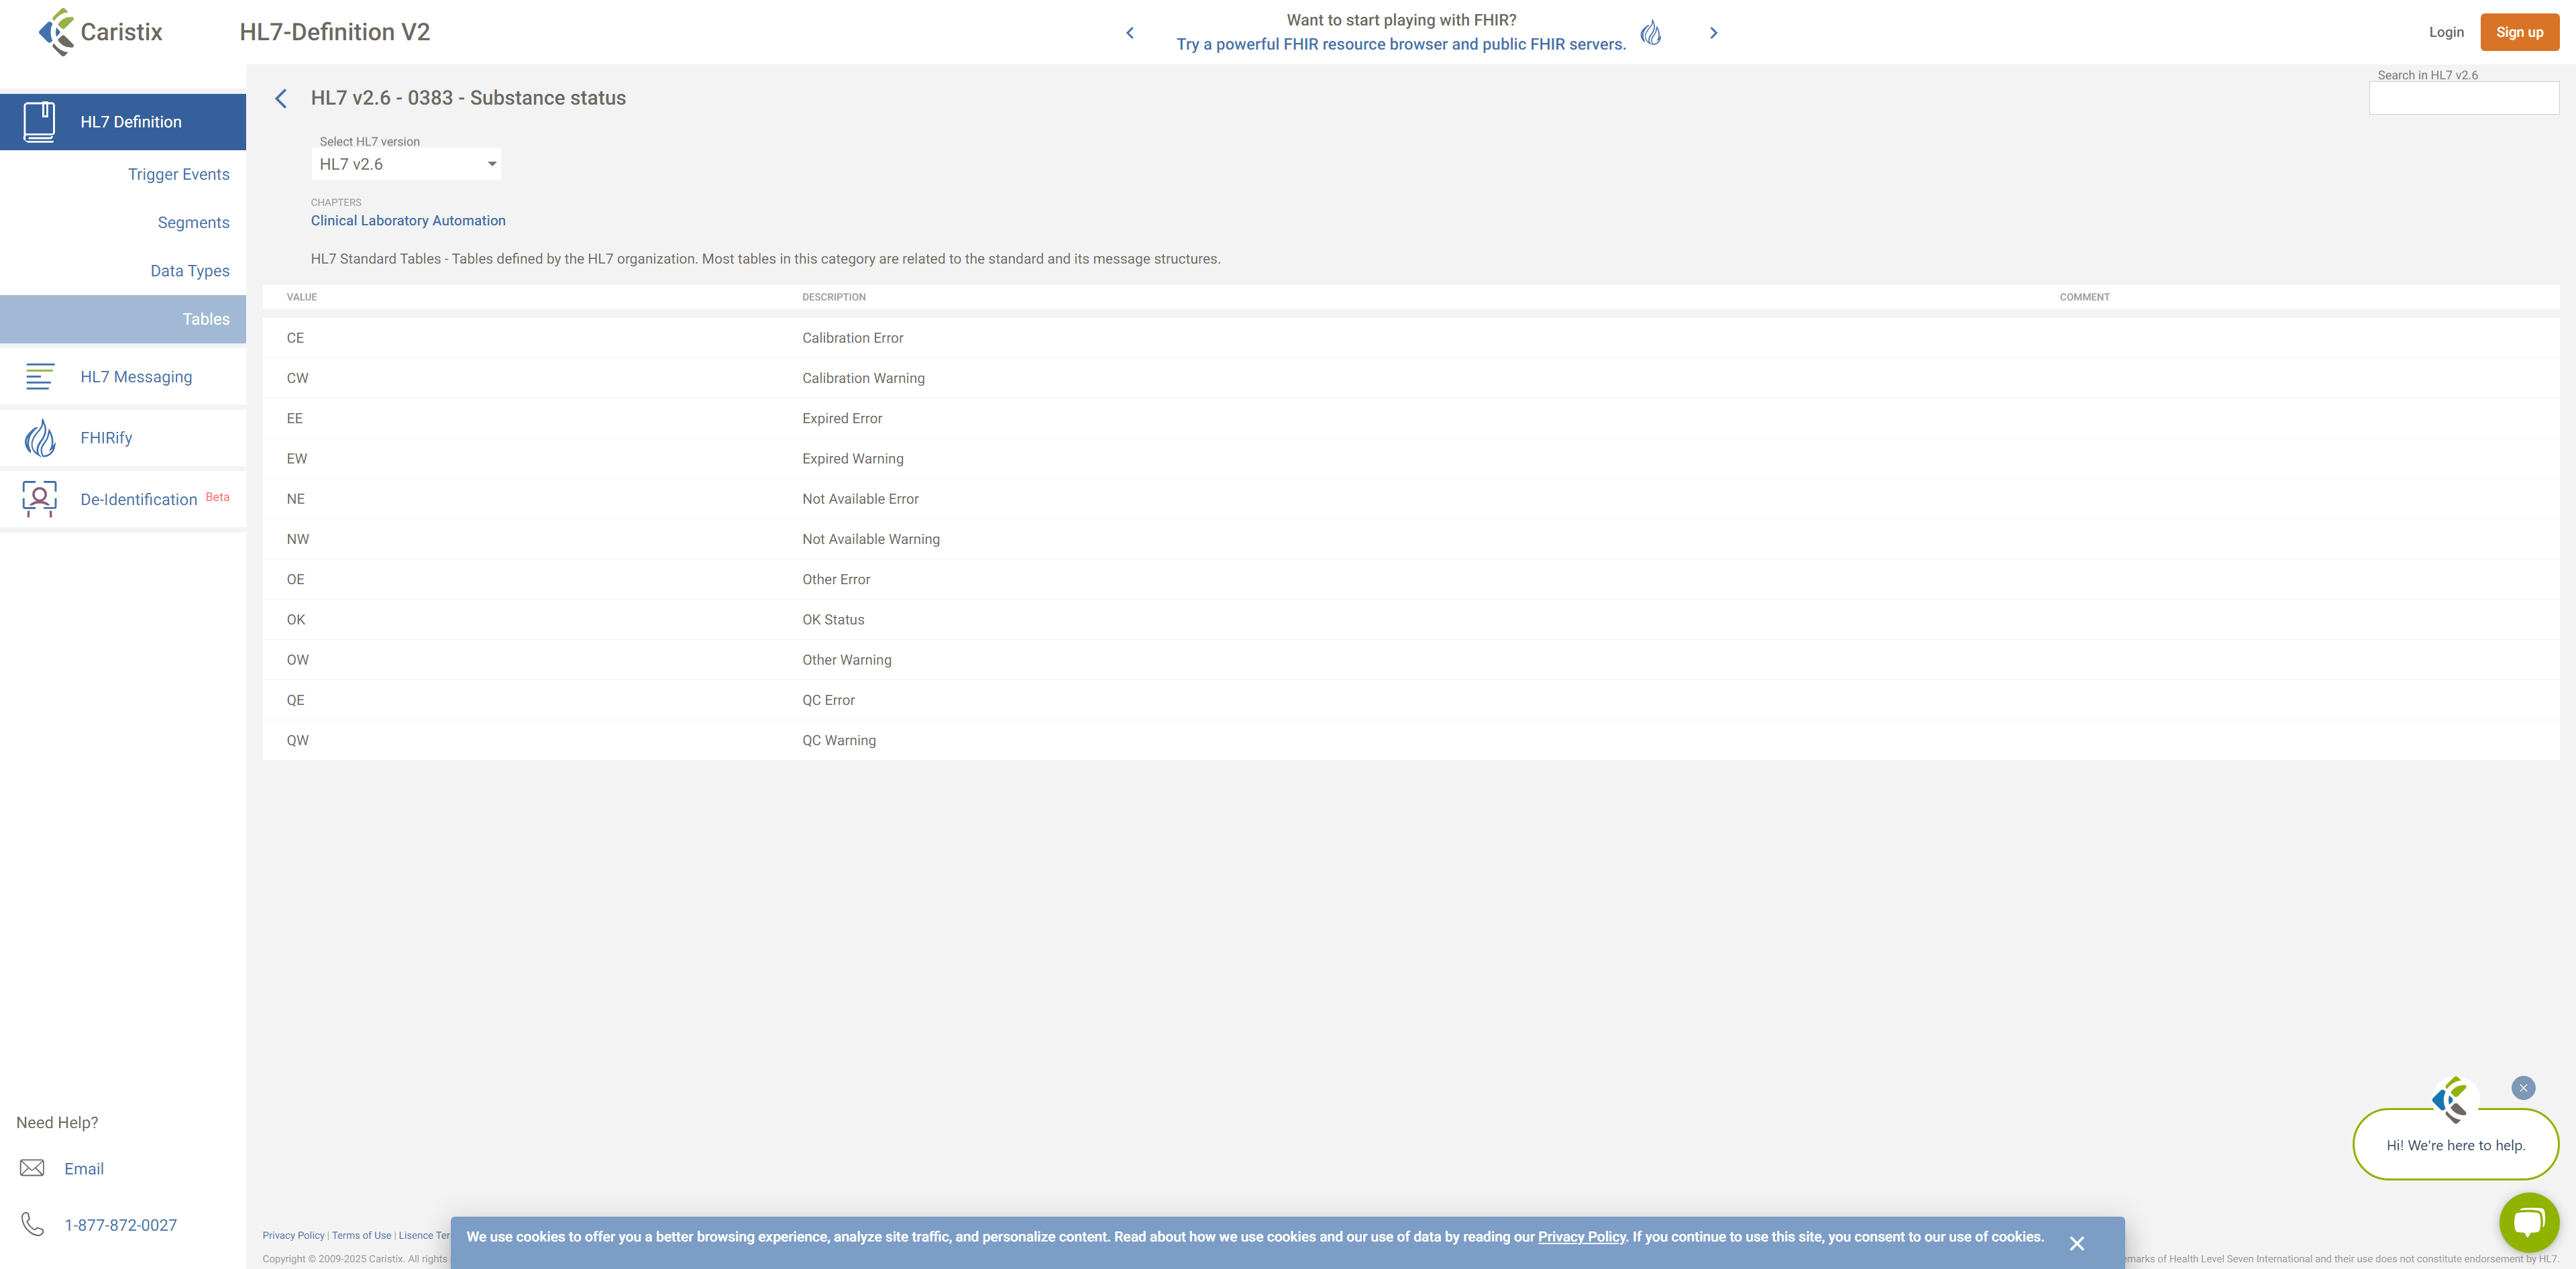 Caristix
HL7-Definition V2
Want to start playing with FHIR?
Try a powerful FHIR resource browser and public FHIR servers.
Login
Sign up
HL7 Definition
Trigger Events
Segments
Data Types
Tables
HL7 Messaging
FHIRify
De-Identification Beta
Need Help?
Email
1-877-872-0027
HL7 v2.6 - 0383 - Substance status
Search in HL7 v2.6
Select HL7 version
HL7 v2.6
CHAPTERS
Clinical Laboratory Automation
HL7 Standard Tables - Tables defined by the HL7 organization. Most tables in this category are related to the standard and its message structures.
VALUE DESCRIPTION COMMENT
CE Calibration Error
CW Calibration Warning
EE Expired Error
EW Expired Warning
NE Not Available Error
NW Not Available Warning
OE Other Error
OK OK Status
OW Other Warning
QE QC Error
QW QC Warning
Hi! We're here to help.
Privacy Policy | Terms of Use | Lisence Ter
We use cookies to offer you a better browsing experience, analyze site traffic, and personalize content. Read about how we use cookies and our use of data by reading our Privacy Policy. If you continue to use this site, you consent to our use of cookies.
Copyright © 2009-2025 Caristix. All rights
emarks of Health Level Seven International and their use does not constitute endorsement by HL7.